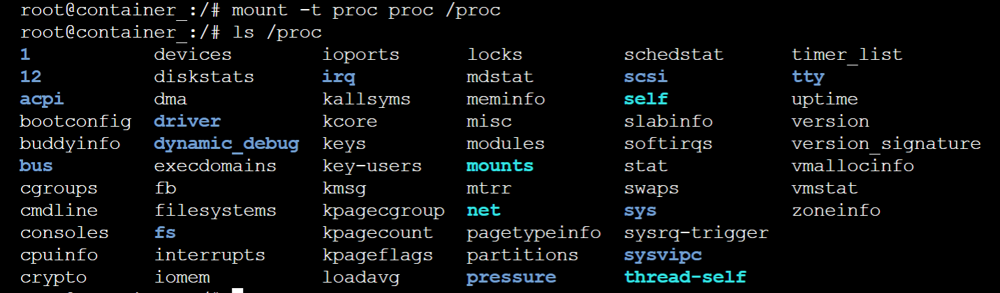 root@container_:/# mount -t proc proc /proc
root@container_:/# ls /proc
1 devices ioports locks schedstat timer_list
12 diskstats irq mdstat scsi tty
acpi dma kallsyms meminfo self uptime
bootconfig driver kcore misc slabinfo version
buddyinfo dynamic_debug keys modules softirqs version_signature
bus execdomains key-users mounts stat vmallocinfo
cgroups fb kmsg mtrr swaps vmstat
cmdline filesystems kpagecgroup net sys zoneinfo
consoles fs kpagecount pagetypeinfo sysrq-trigger
cpuinfo interrupts kpageflags partitions sysvipc
crypto iomem loadavg pressure thread-self